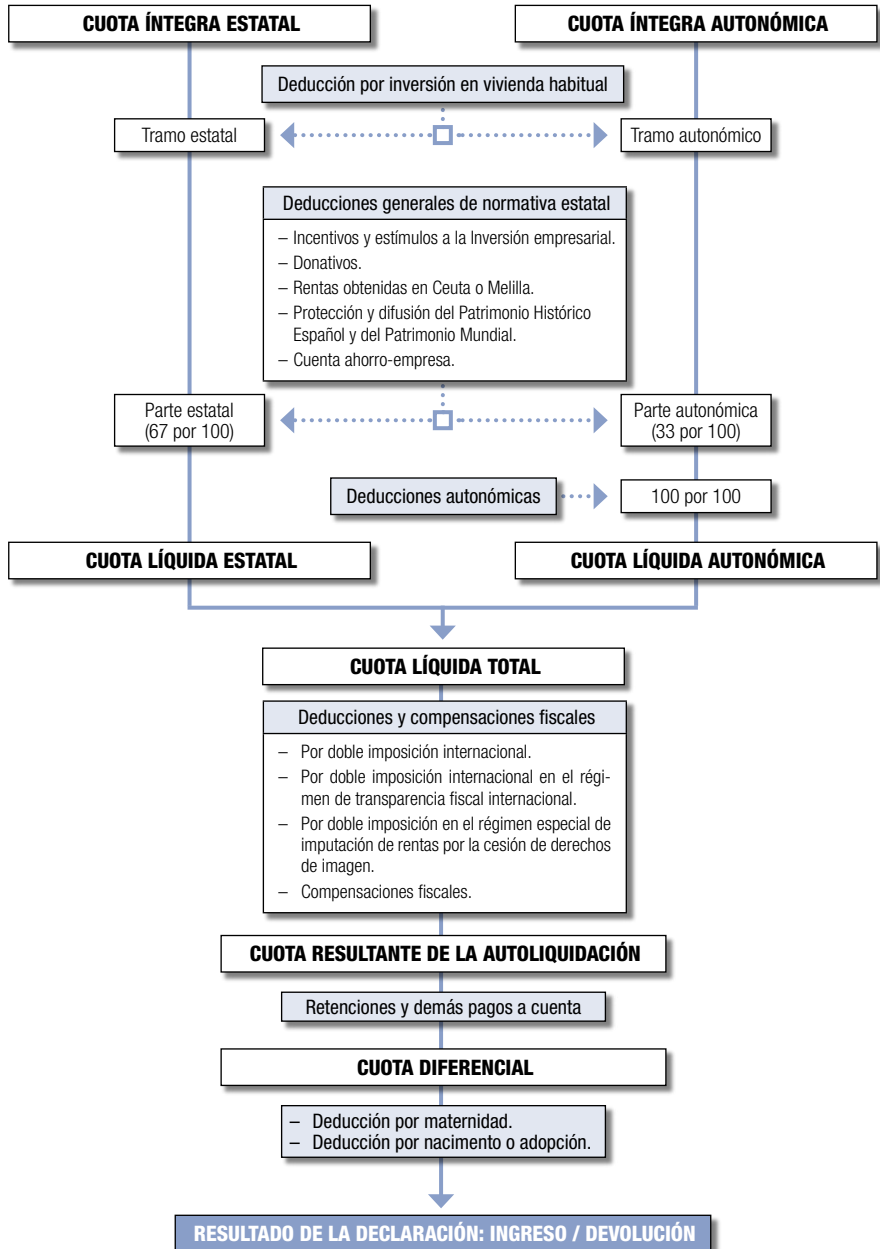 CUOTA ÍNTEGRA ESTATAL
CUOTA ÍNTEGRA AUTONÓMICA
Deducción por inversión en vivienda habitual
Tramo estatal
Tramo autonómico
Deducciones generales de normativa estatal
– Incentivos y estímulos a la Inversión empresarial.
– Donativos.
– Rentas obtenidas en Ceuta o Melilla.
– Protección y difusión del Patrimonio Histórico
Español y del Patrimonio Mundial.
– Cuenta ahorro-empresa.
Parte estatal
(67 por 100)
Parte autonómica
(33 por 100)
Deducciones autonómicas
100 por 100
CUOTA LÍQUIDA ESTATAL
CUOTA LÍQUIDA AUTONÓMICA
CUOTA LÍQUIDA TOTAL
Deducciones y compensaciones fiscales
– Por doble imposición internacional.
– Por doble imposición internacional en el régi-
men de transparencia fiscal internacional.
– Por doble imposición en el régimen especial de
imputación de rentas por la cesión de derechos
de imagen.
– Compensaciones fiscales.
CUOTA RESULTANTE DE LA AUTOLIQUIDACIÓN
Retenciones y demás pagos a cuenta
CUOTA DIFERENCIAL
– Deducción por maternidad.
– Deducción por nacimento o adopción.
RESULTADO DE LA DECLARACIÓN: INGRESO / DEVOLUCIÓN